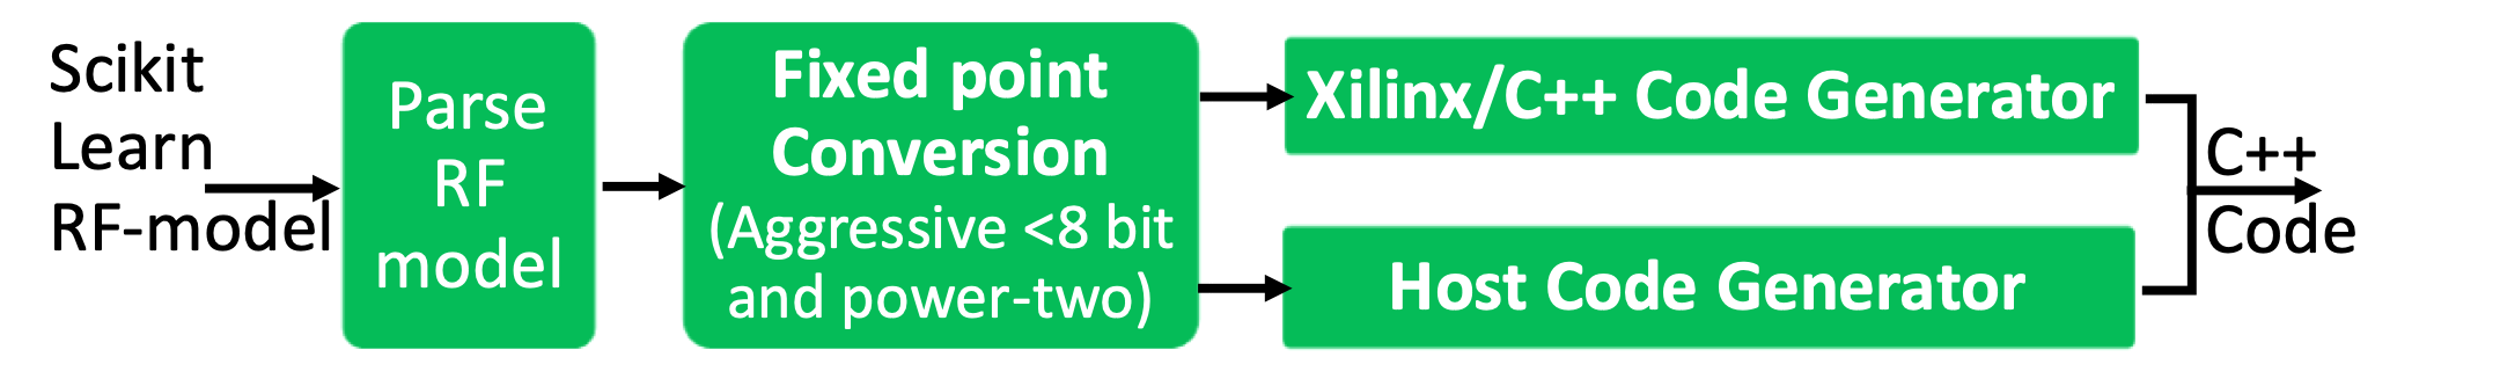 Scikit
Learn
RF-model
Parse
RF
model
Fixed point
Conversion
(Aggressive <8 bit
and power-two)
Xilinx/C++ Code Generator
Host Code Generator
C++
Code